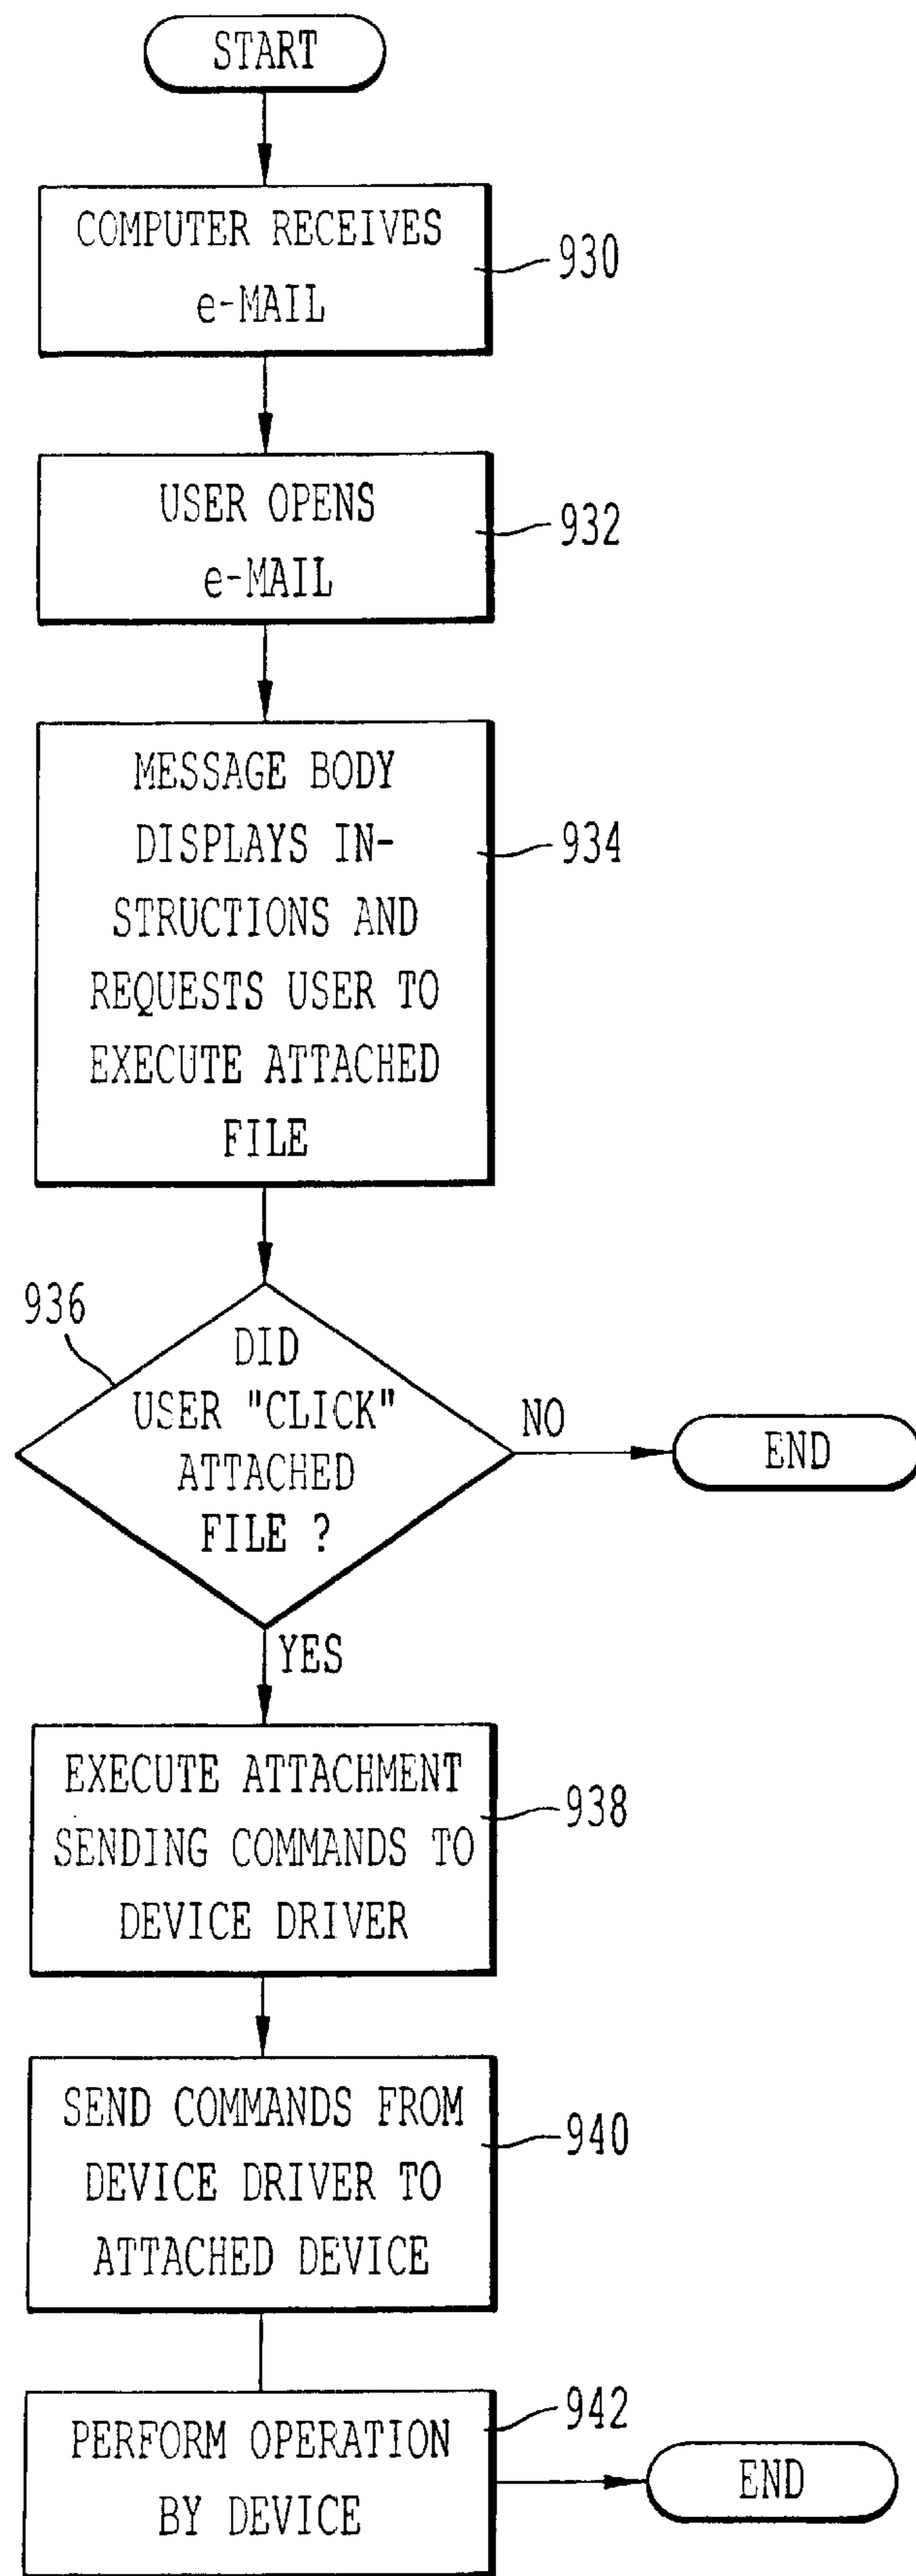 START
COMPUTER RECEIVES
e-MAIL
930
USER OPENS
e-MAIL
932
MESSAGE BODY
DISPLAYS IN-
STRUCTIONS AND
REQUESTS USER TO
EXECUTE ATTACHED
FILE
934
936
DID
USER "CLICK"
ATTACHED
FILE ?
NO
END
YES
EXECUTE ATTACHMENT
SENDING COMMANDS TO
DEVICE DRIVER
938
SEND COMMANDS FROM
DEVICE DRIVER TO
ATTACHED DEVICE
940
PERFORM OPERATION
BY DEVICE
942
END